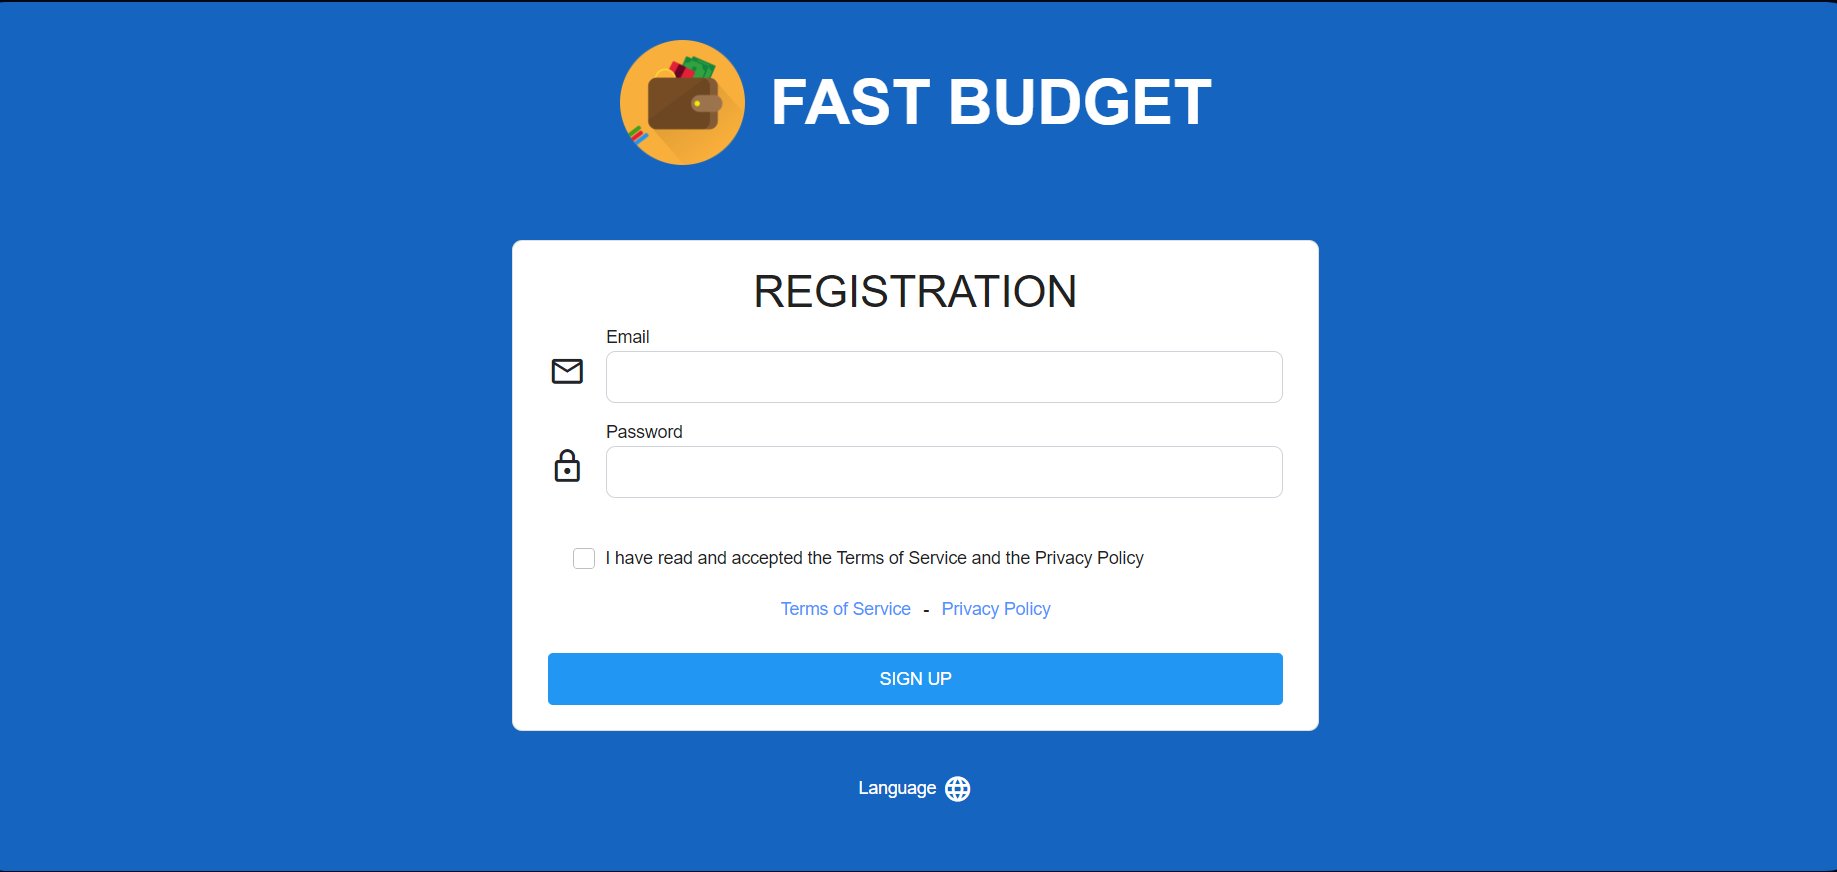 FAST BUDGET
REGISTRATION
Email
Password
I have read and accepted the Terms of Service and the Privacy Policy
Terms of Service - Privacy Policy
SIGN UP
Language